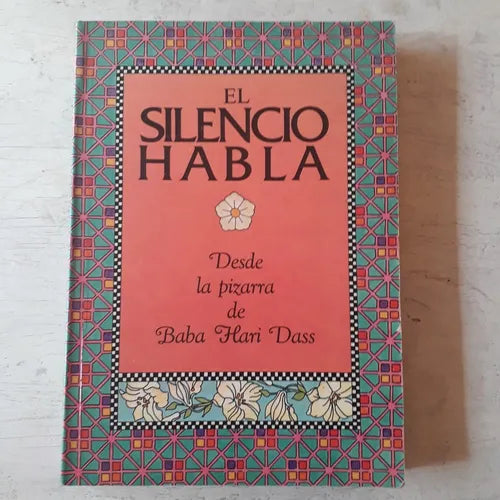 EL
SILENCIO
HABLA
Desde
la pizarra
de
Baba Hari Dass